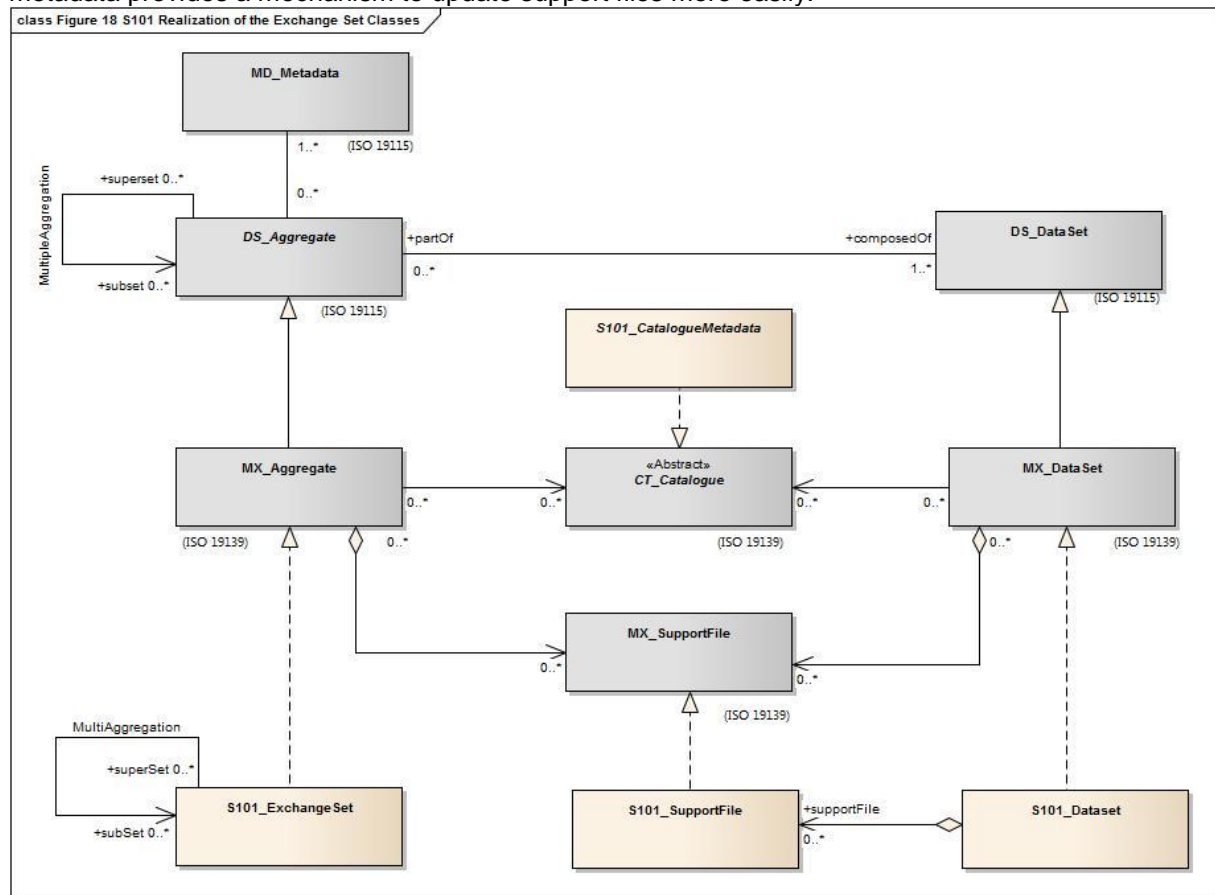 metadata provides a mechanism to update support files more easily.
class Figure 18 S101 Realization of the Exchange Set Classes
MD_Metadata
1..*
(ISO 19115)
MultipleAggregation
+superset 0..*
0..*
DS_Aggregate
+partOf
0..*
+composedOf
1..*
DS_DataSet
+subset 0..*
(ISO 19115)
(ISO 19115)
S101_CatalogueMetadata
MX_Aggregate
0..*
0..*
«Abstract»
CT_Catalogue
0..*
0..*
MX_DataSet
(ISO 19139)
0..*
(ISO 19139)
0..*
(ISO 19139)
MX_SupportFile
0..*
0..*
(ISO 19139)
MultiAggregation
+superSet 0..*
+subSet 0..*
S101_ExchangeSet
S101_SupportFile
+supportFile
0..*
S101_Dataset